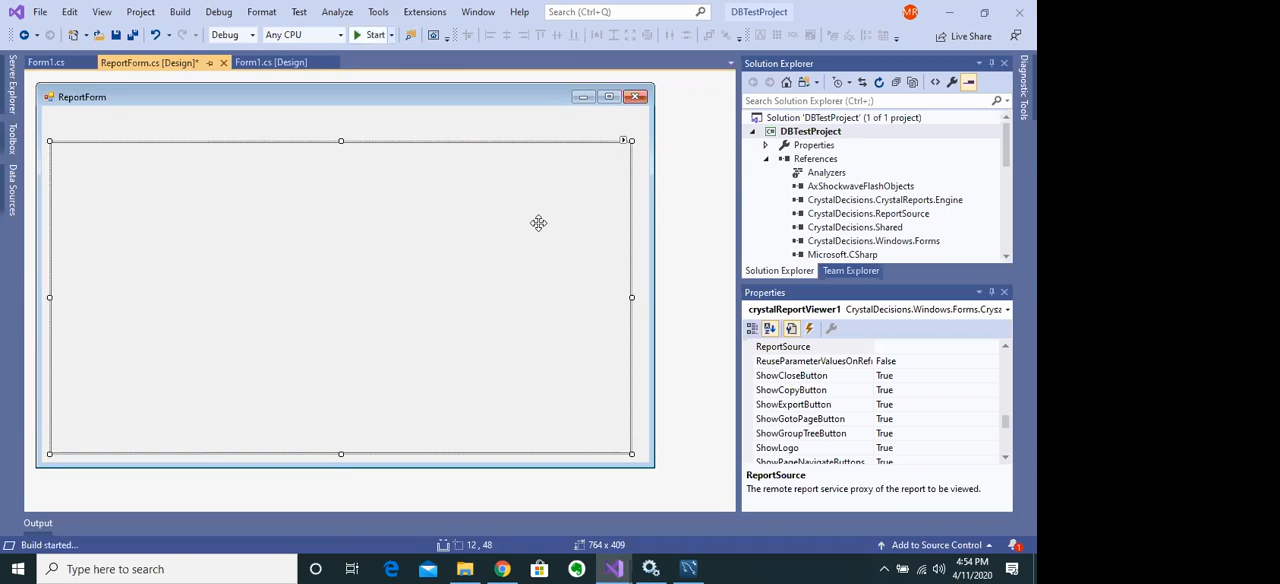 File Edit View Project Build Debug Format Test Analyze Tools Extensions Window Help Search (Ctrl+Q) DBTestProject MR
Debug Any CPU Start Live Share
Server Explorer
Toolbox
Data Sources
Form1.cs ReportForm.cs [Design]* Form1.cs [Design]
ReportForm
Solution Explorer
Search Solution Explorer (Ctrl+;)
Solution 'DBTestProject' (1 of 1 project)
C# DBTestProject
Properties
References
Analyzers
AxShockwaveFlashObjects
CrystalDecisions.CrystalReports.Engine
CrystalDecisions.ReportSource
CrystalDecisions.Shared
CrystalDecisions.Windows.Forms
Microsoft.CSharp
Solution Explorer Team Explorer
Diagnostic Tools
Properties
crystalReportViewer1 CrystalDecisions.Windows.Forms.Crysta
ReportSource
ReuseParameterValuesOnRefr False
ShowCloseButton True
ShowCopyButton True
ShowExportButton True
ShowGotoPageButton True
ShowGroupTreeButton True
ShowLogo True
ShowPageNavigateButtons True
ReportSource
The remote report service proxy of the report to be viewed.
Output
Build started... 12 , 48 764 x 409 Add to Source Control 1
Type here to search 4:54 PM
4/11/2020